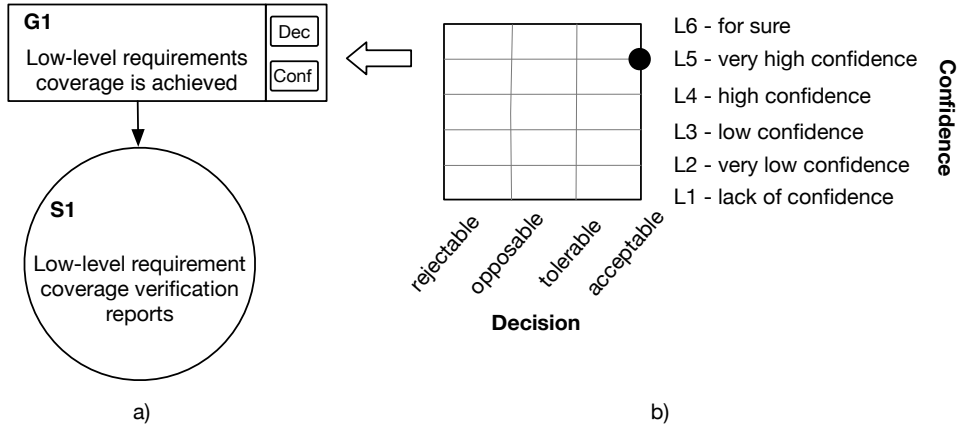 G1
Low-level requirements
coverage is achieved
Dec
Conf
S1
Low-level requirement
coverage verification
reports
a)
L6 - for sure
L5 - very high confidence
L4 - high confidence
L3 - low confidence
L2 - very low confidence
L1 - lack of confidence
Confidence
rejectable
opposable
tolerable
acceptable
Decision
b)